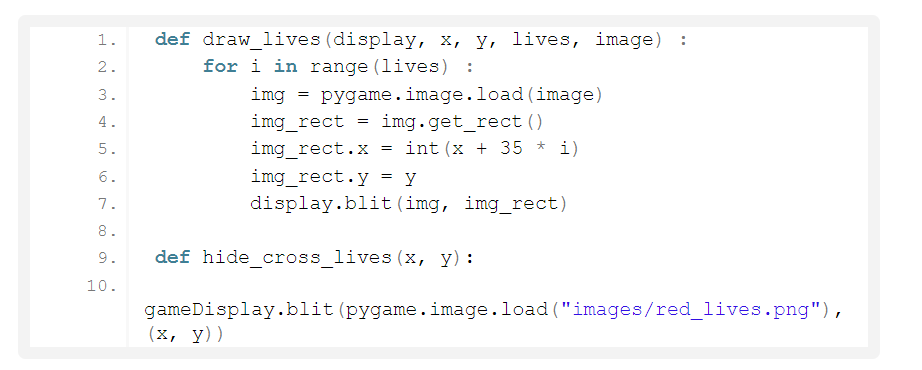 1. def draw_lives(display, x, y, lives, image) :
2.     for i in range(lives) :
3.         img = pygame.image.load(image)
4.         img_rect = img.get_rect()
5.         img_rect.x = int(x + 35 * i)
6.         img_rect.y = y
7.         display.blit(img, img_rect)
8.
9. def hide_cross_lives(x, y):
10.
gameDisplay.blit(pygame.image.load("images/red_lives.png"),
(x, y))